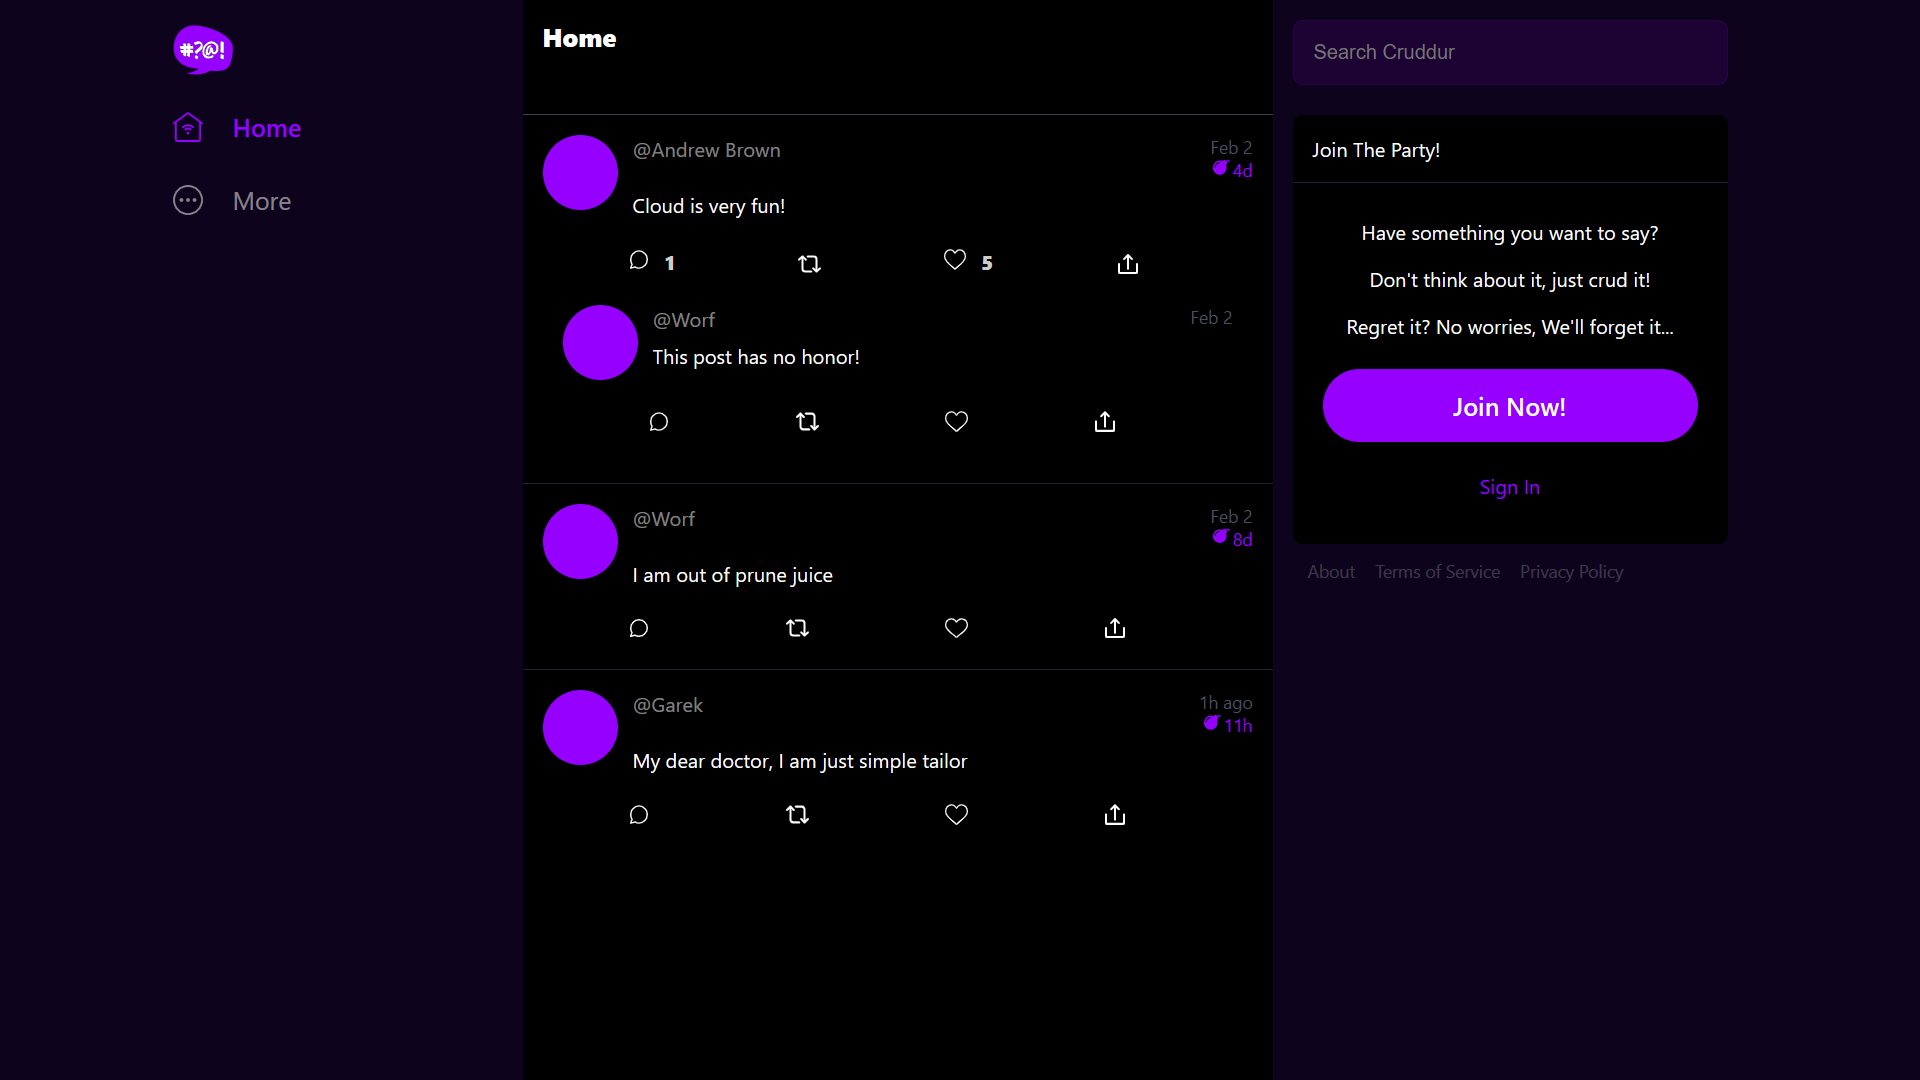 #?@!
Home
More
Home
@Andrew Brown
Feb 2
4d
Cloud is very fun!
1
5
@Worf
Feb 2
This post has no honor!
@Worf
Feb 2
8d
I am out of prune juice
@Garek
1h ago
11h
My dear doctor, I am just simple tailor
Search Cruddur
Join The Party!
Have something you want to say?
Don't think about it, just crud it!
Regret it? No worries, We'll forget it...
Join Now!
Sign In
About Terms of Service Privacy Policy